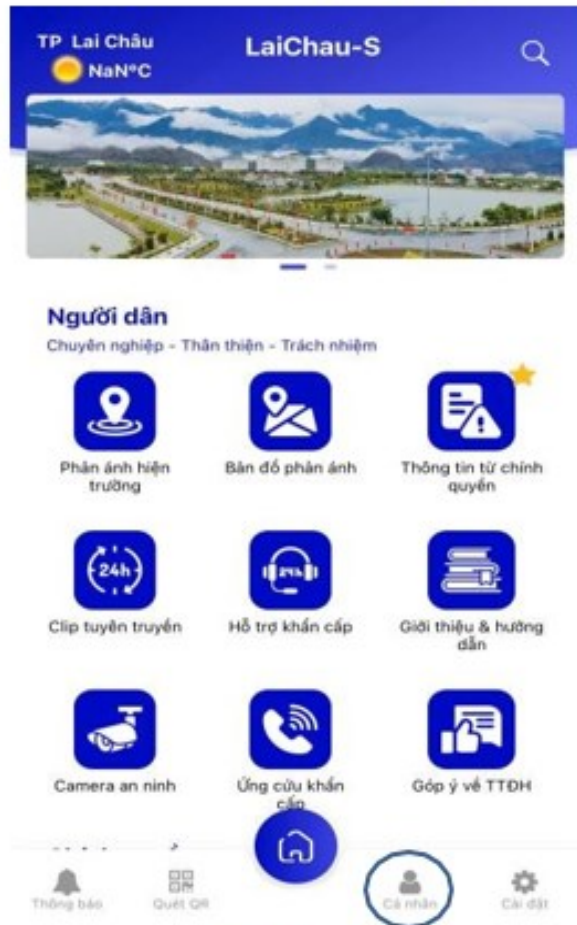 TP Lai Châu
LaiChau-S
NaN°C
Người dân
Chuyên nghiệp - Thân thiện - Trách nhiệm
Phản ánh hiện
trường
Bản đồ phản ánh
Thông tin từ chính
quyền
24h
Clip tuyên truyền
24h
Hỗ trợ khẩn cấp
Giới thiệu & hướng
dẫn
Camera an ninh
Ứng cứu khẩn
cấp
Góp ý về TTĐH
Thông báo
Quét QR
Cá nhân
Cài đặt